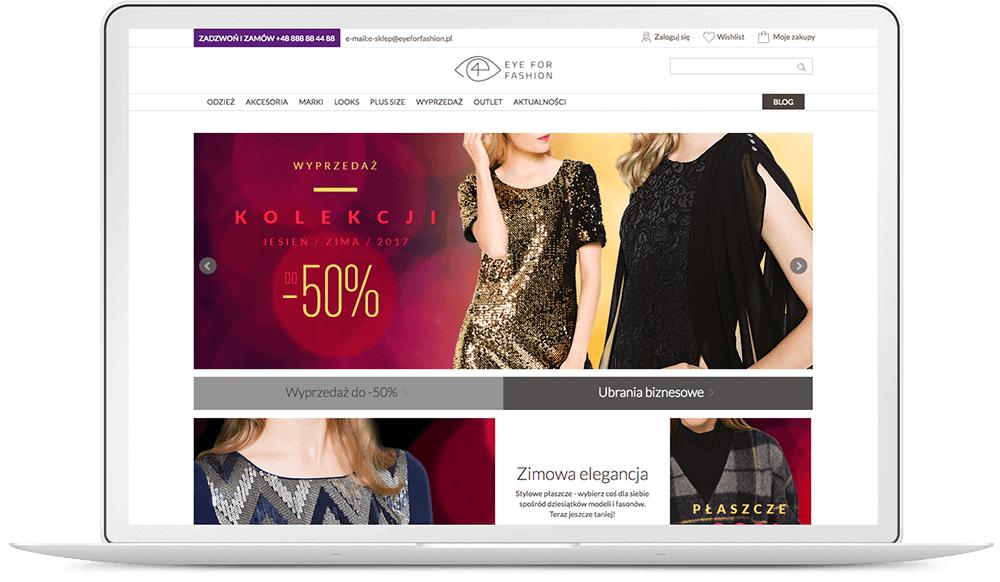 ZADZWOŃ I ZAMÓW +48 888 88 44 88 e-mail:e-sklep@eyeforfashion.pl Zaloguj się Wishlist Moje zakupy
EYE FOR
FASHION
ODZIEŻ AKCESORIA MARKI LOOKS PLUS SIZE WYPRZEDAŻ OUTLET AKTUALNOŚCI BLOG
WYPRZEDAŻ
KOLEKCJI
JESIEŃ / ZIMA / 2017
DO
-50%
Wyprzedaż do -50% Ubrania biznesowe
Zimowa elegancja
Stylowe płaszcze - wybierz coś dla siebie
spośród dziesiątków modeli i fasonów.
Teraz jeszcze taniej!
PŁASZCZE